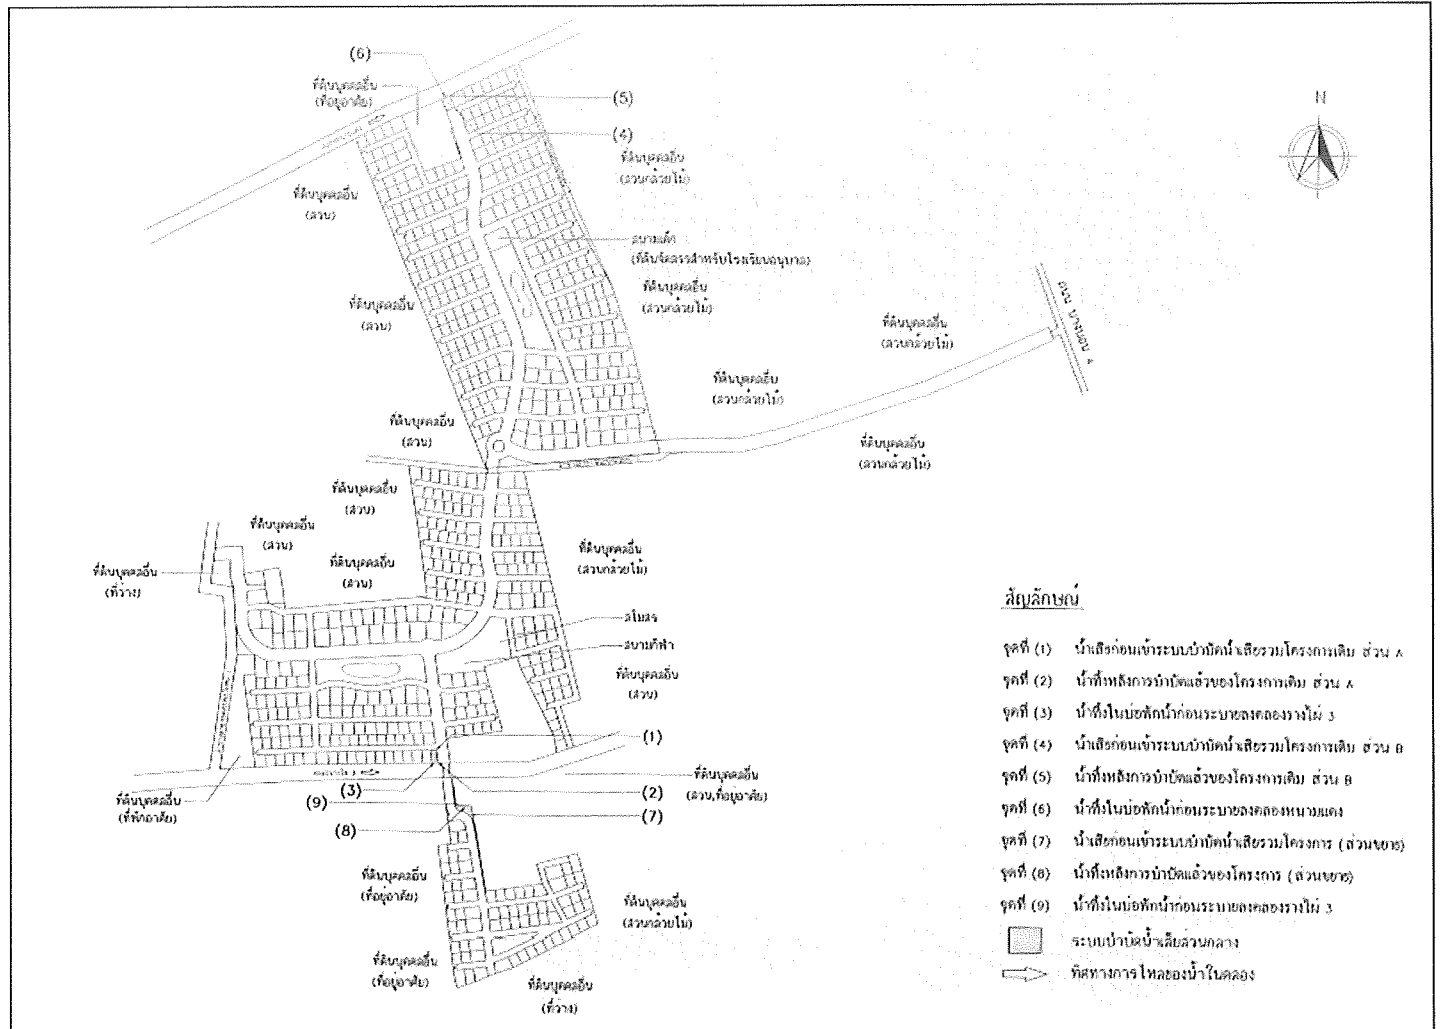 (6)
ที่ดินบุคคลอื่น
(ที่อยู่อาศัย)
(5)
(4)
N
ที่ดินบุคคลอื่น
(สวนกล้วยไม้)
ที่ดินบุคคลอื่น
(สวน)
สนามเด็ก
(ที่ดินจัดสรรสำหรับโรงเรียนอนุบาล)
ที่ดินบุคคลอื่น
(สวนกล้วยไม้)
ที่ดินบุคคลอื่น
(สวน)
ถนน บางบอน 4
ที่ดินบุคคลอื่น
(สวนกล้วยไม้)
ที่ดินบุคคลอื่น
(สวนกล้วยไม้)
ที่ดินบุคคลอื่น
(สวน)
ที่ดินบุคคลอื่น
(สวนกล้วยไม้)
ที่ดินบุคคลอื่น
(สวน)
ที่ดินบุคคลอื่น
(สวน)
ที่ดินบุคคลอื่น
(สวน)
ที่ดินบุคคลอื่น
(สวนกล้วยไม้)
ที่ดินบุคคลอื่น
(ที่ว่าง)
สโมสร
สนามกีฬา
ที่ดินบุคคลอื่น
(สวน)
(1)
ที่ดินบุคคลอื่น
(สวน,ที่อยู่อาศัย)
(3)
(2)
(9)
(7)
(8)
ที่ดินบุคคลอื่น
(ที่พักอาศัย)
ที่ดินบุคคลอื่น
(ที่อยู่อาศัย)
ที่ดินบุคคลอื่น
(สวนกล้วยไม้)
ที่ดินบุคคลอื่น
(ที่อยู่อาศัย)
ที่ดินบุคคลอื่น
(ที่ว่าง)
สัญลักษณ์
จุดที่ (1) น้ำเสียก่อนเข้าระบบบำบัดน้ำเสียรวมโครงการเดิม ส่วน A
จุดที่ (2) น้ำทิ้งหลังการบำบัดแล้วของโครงการเดิม ส่วน A
จุดที่ (3) น้ำทิ้งในบ่อพักน้ำก่อนระบายลงคลองรางไผ่ 3
จุดที่ (4) น้ำเสียก่อนเข้าระบบบำบัดน้ำเสียรวมโครงการเดิม ส่วน B
จุดที่ (5) น้ำทิ้งหลังการบำบัดแล้วของโครงการเดิม ส่วน B
จุดที่ (6) น้ำทิ้งในบ่อพักน้ำก่อนระบายลงคลองหนามแดง
จุดที่ (7) น้ำเสียก่อนเข้าระบบบำบัดน้ำเสียรวมโครงการ (ส่วนขยาย)
จุดที่ (8) น้ำทิ้งหลังการบำบัดแล้วของโครงการ (ส่วนขยาย)
จุดที่ (9) น้ำทิ้งในบ่อพักน้ำก่อนระบายลงคลองรางไผ่ 3
ระบบบำบัดน้ำเสียส่วนกลาง
ทิศทางการไหลของน้ำในคลอง